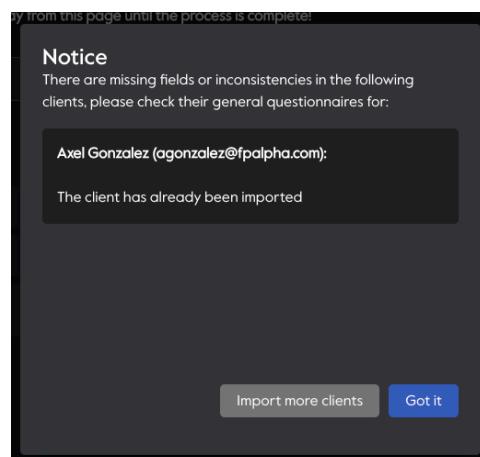 from this page until the process is complete!
Notice
There are missing fields or inconsistencies in the following
clients, please check their general questionnaires for:
Axel Gonzalez (agonzalez@fpalpha.com):
The client has already been imported
Import more clients
Got it